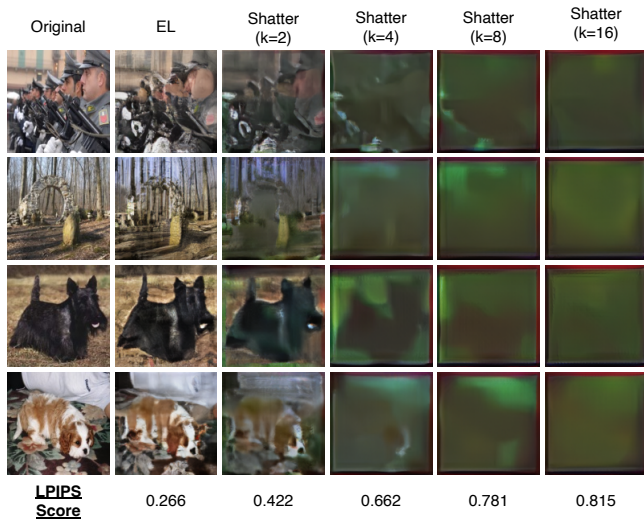 Original EL Shatter (k=2) Shatter (k=4) Shatter (k=8) Shatter (k=16)
LPIPS Score 0.266 0.422 0.662 0.781 0.815